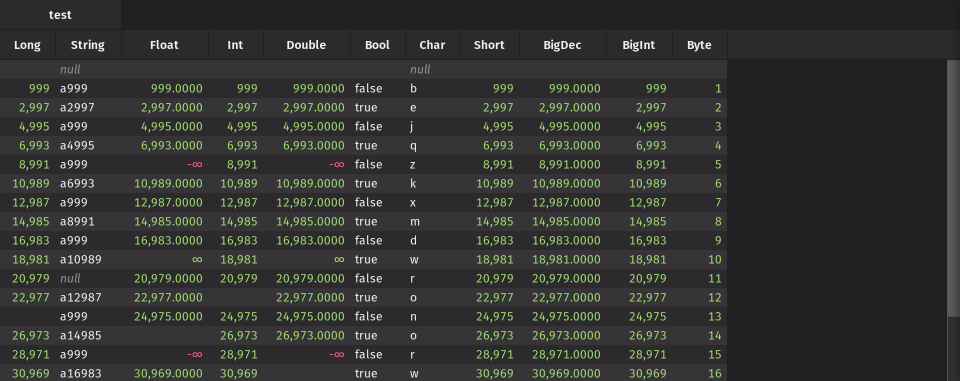 test
Long String Float Int Double Bool Char Short BigDec BigInt Byte
null null
999 a999 999.0000 999 999.0000 false b 999 999.0000 999 1
2,997 a2997 2,997.0000 2,997 2,997.0000 true e 2,997 2,997.0000 2,997 2
4,995 a999 4,995.0000 4,995 4,995.0000 false j 4,995 4,995.0000 4,995 3
6,993 a4995 6,993.0000 6,993 6,993.0000 true q 6,993 6,993.0000 6,993 4
8,991 a999 -∞ 8,991 -∞ false z 8,991 8,991.0000 8,991 5
10,989 a6993 10,989.0000 10,989 10,989.0000 true k 10,989 10,989.0000 10,989 6
12,987 a999 12,987.0000 12,987 12,987.0000 false x 12,987 12,987.0000 12,987 7
14,985 a8991 14,985.0000 14,985 14,985.0000 true m 14,985 14,985.0000 14,985 8
16,983 a999 16,983.0000 16,983 16,983.0000 false d 16,983 16,983.0000 16,983 9
18,981 a10989 ∞ 18,981 ∞ true w 18,981 18,981.0000 18,981 10
20,979 null 20,979.0000 20,979 20,979.0000 false r 20,979 20,979.0000 20,979 11
22,977 a12987 22,977.0000 22,977.0000 true o 22,977 22,977.0000 22,977 12
a999 24,975.0000 24,975 24,975.0000 false n 24,975 24,975.0000 24,975 13
26,973 a14985 26,973 26,973.0000 true o 26,973 26,973.0000 26,973 14
28,971 a999 -∞ 28,971 -∞ false r 28,971 28,971.0000 28,971 15
30,969 a16983 30,969.0000 30,969 true w 30,969 30,969.0000 30,969 16